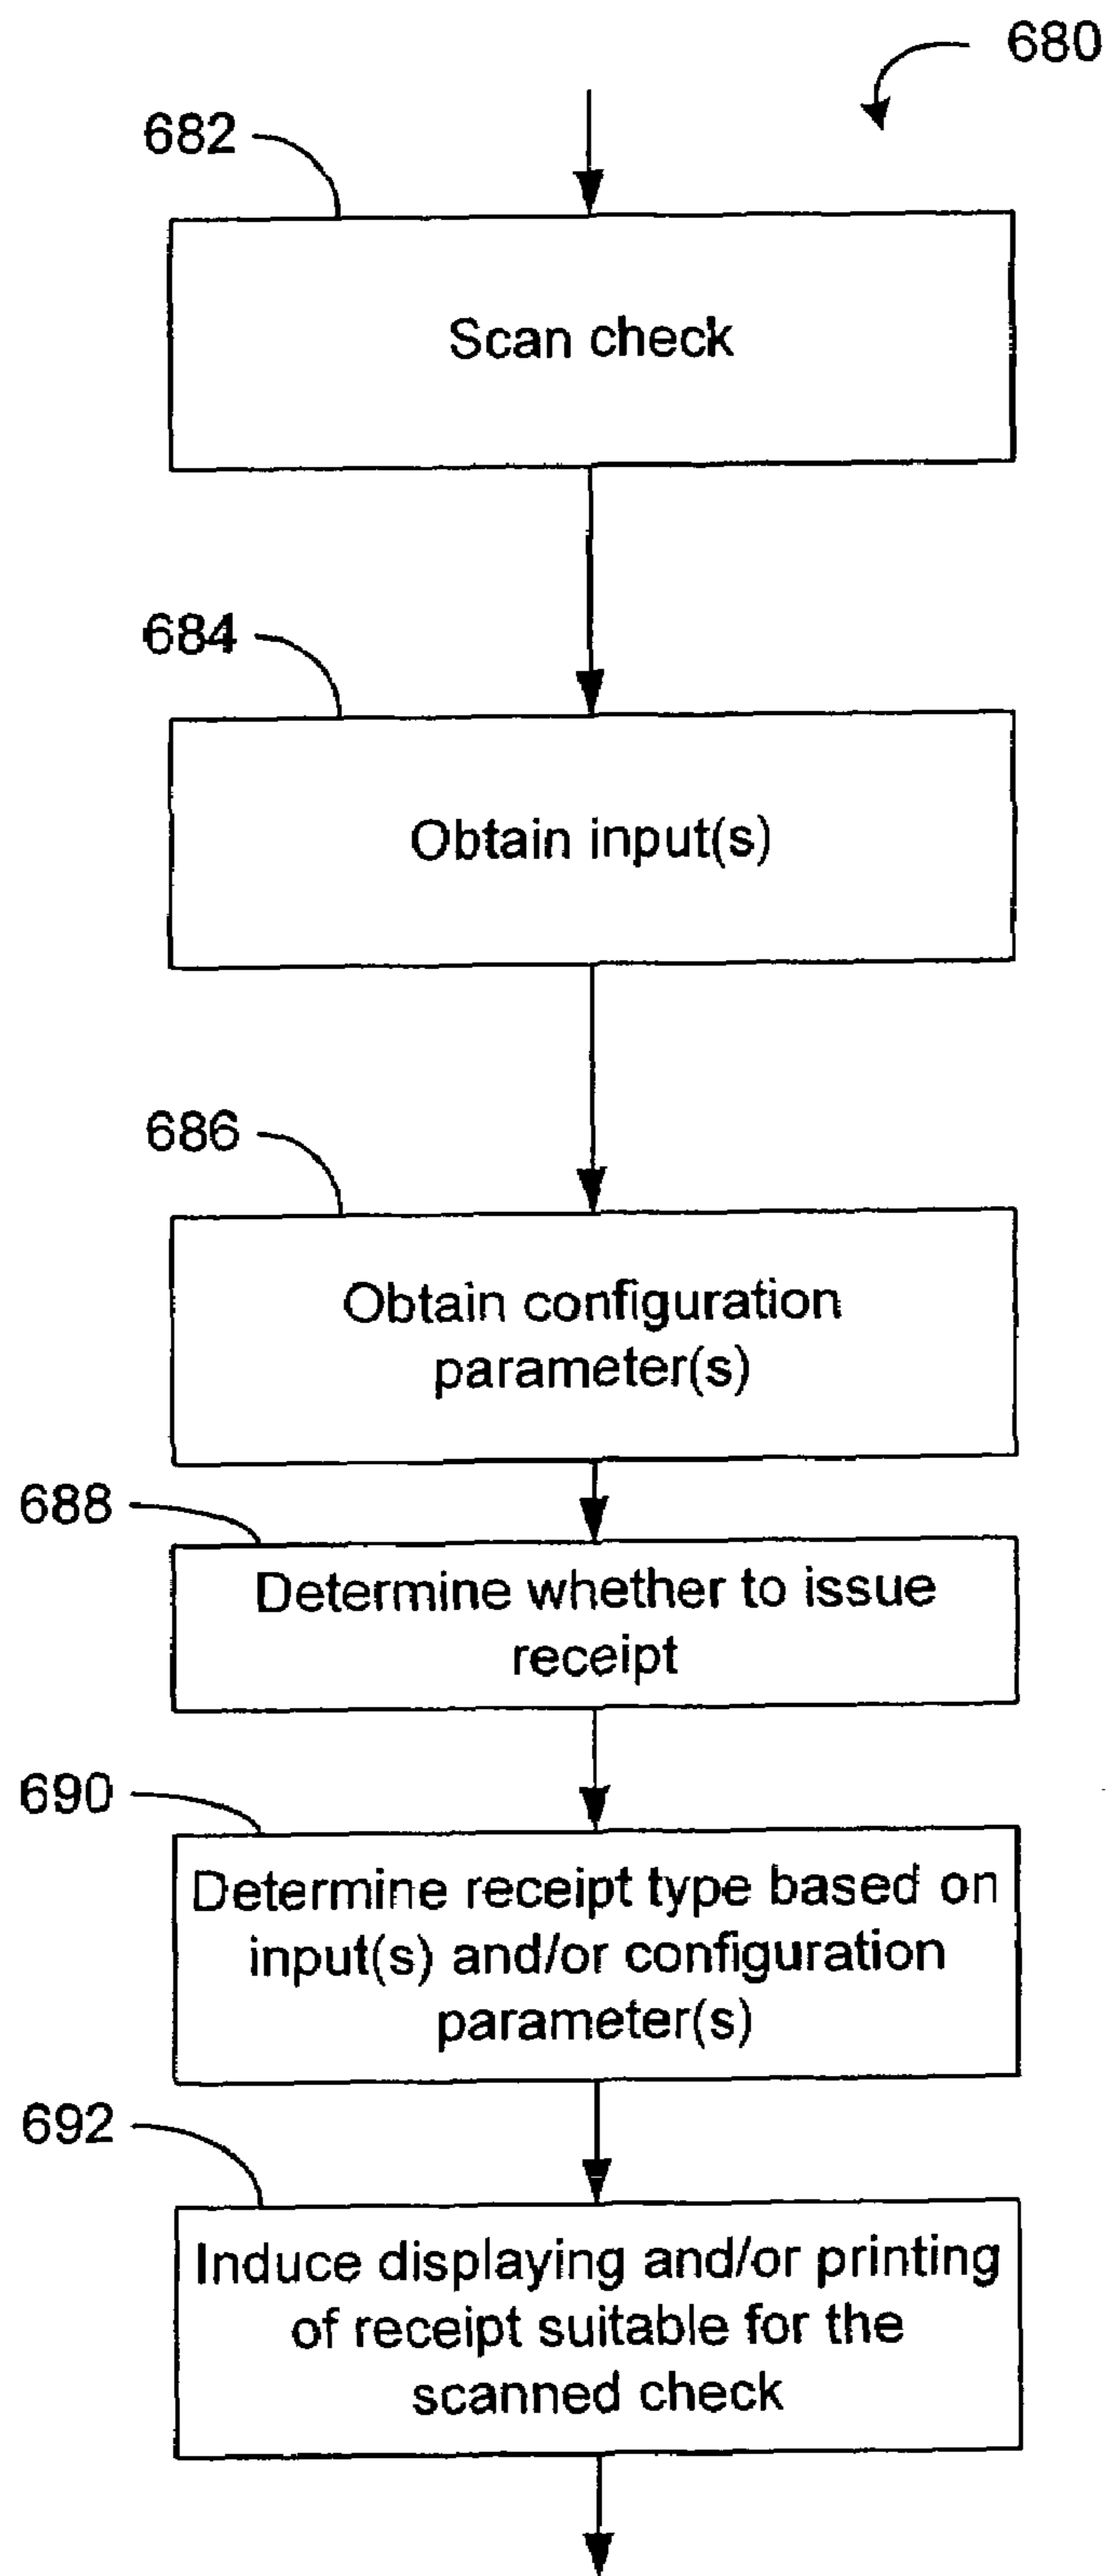 680
682
Scan check
684
Obtain input(s)
686
Obtain configuration
parameter(s)
688
Determine whether to issue
receipt
690
Determine receipt type based on
input(s) and/or configuration
parameter(s)
692
Induce displaying and/or printing
of receipt suitable for the
scanned check